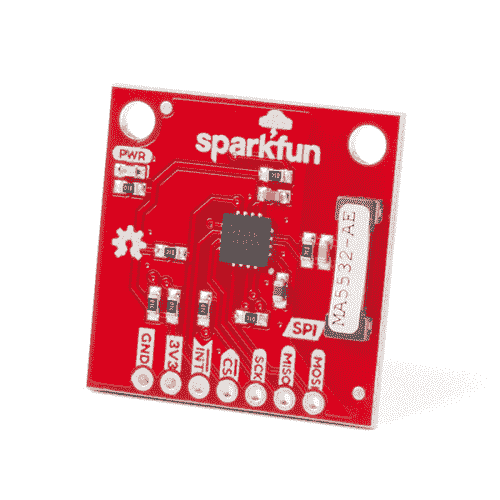 sparkfun
PWR
MA5532-AE
SPI
GND
3V3
INT
CS
SCK
MISO
MOSI